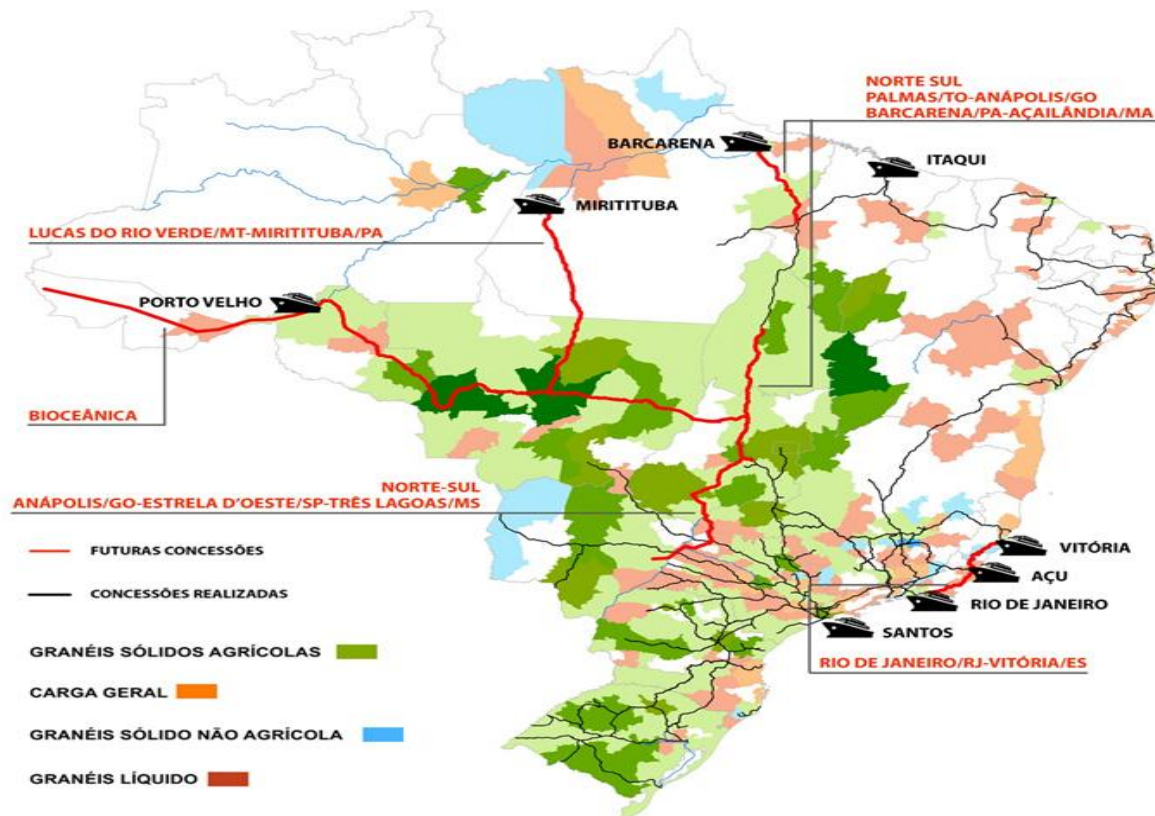 NORTE SUL
PALMAS/TO-ANÁPOLIS/GO
BARCARENA/PA-AÇAILÂNDIA/MA
BARCARENA
ITAQUI
MIRITITUBA
LUCAS DO RIO VERDE/MT-MIRITITUBA/PA
PORTO VELHO
BIOCEÂNICA
NORTE-SUL
ANÁPOLIS/GO-ESTRELA D'OESTE/SP-TRÊS LAGOAS/MS
FUTURAS CONCESSÕES
CONCESSÕES REALIZADAS
VITÓRIA
AÇU
RIO DE JANEIRO
SANTOS
RIO DE JANEIRO/RJ-VITÓRIA/ES
GRANÉIS SÓLIDOS AGRÍCOLAS
CARGA GERAL
GRANÉIS SÓLIDO NÃO AGRÍCOLA
GRANÉIS LÍQUIDO